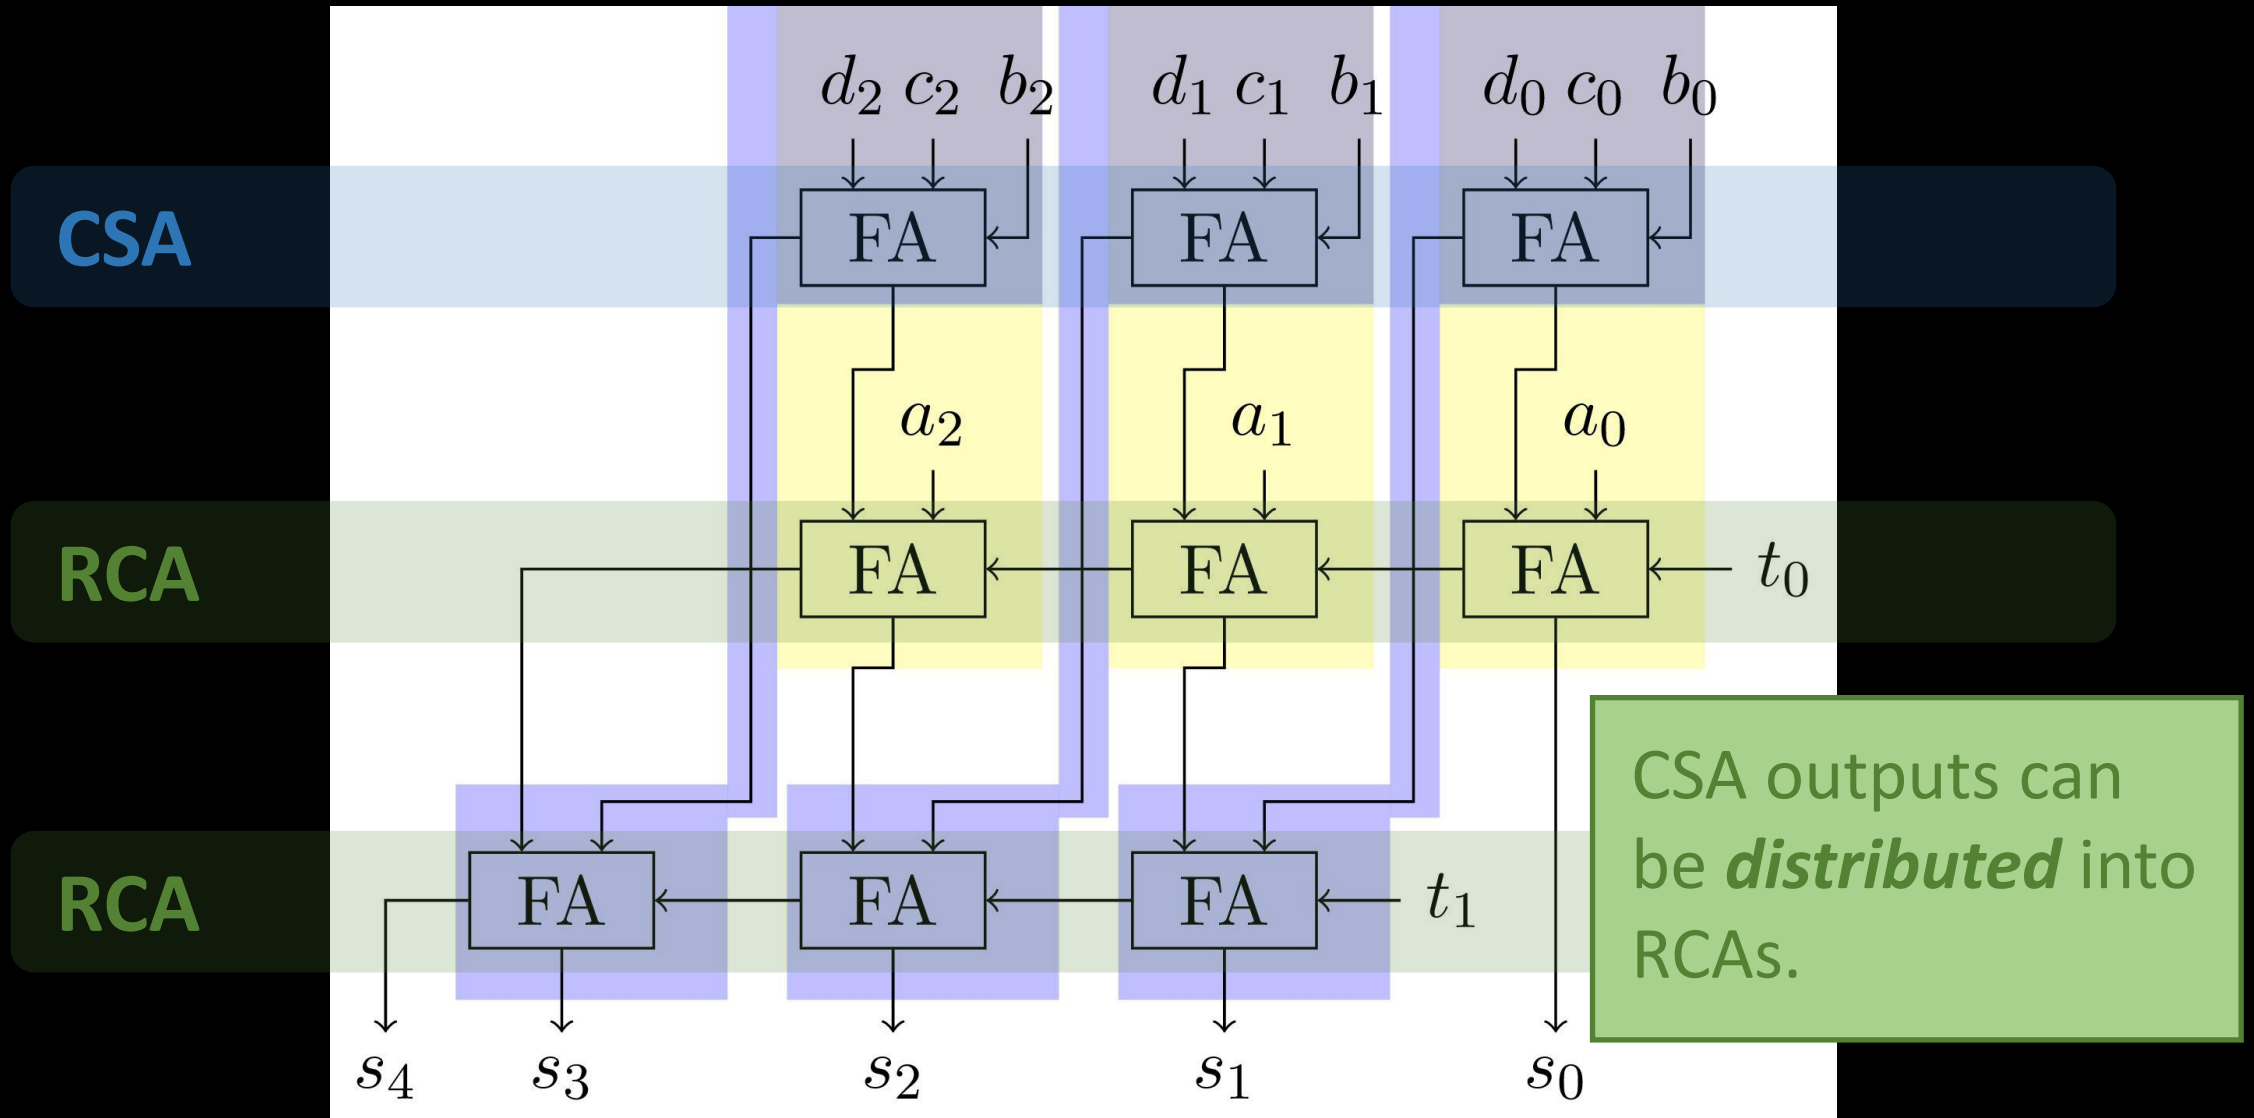 d₂ c₂ b₂ d₁ c₁ b₁ d₀ c₀ b₀
CSA FA FA FA
a₂ a₁ a₀
RCA FA FA FA t₀
RCA FA FA FA t₁
CSA outputs can
be distributed into
RCAs.
s₄ s₃ s₂ s₁ s₀